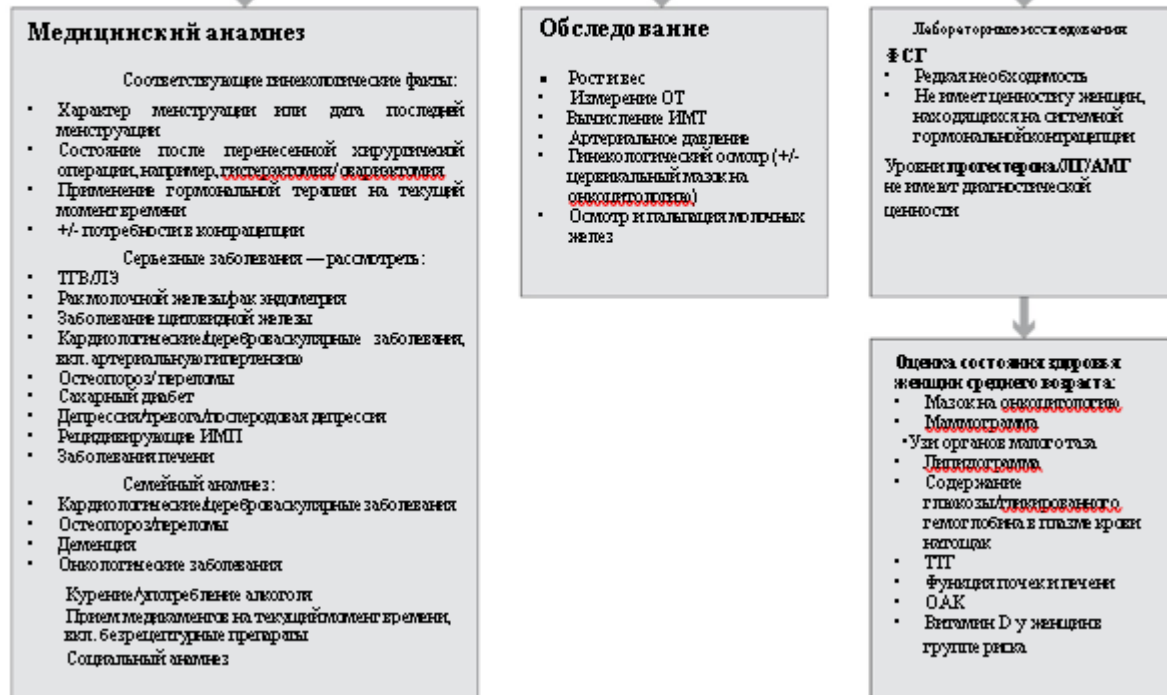 Медицинский анамнез
Соответствующие гинекологические факты:
• Характер менструации или дата последней
менструации
• Состояние после перенесенной хирургической
операции, например, гистерэктомия/ овариэктомия
• Применение гормональной терапии на текущий
момент времени
• +/- потребности в контрацепции
Серьезные заболевания — рассмотреть:
• ТГВ/ЛЭ
• Рак молочной железы/рак эндометрия
• Заболевание щитовидной железы
• Кардиологические/цереброваскулярные заболевания,
вкл. артериальную гипертензию
• Остеопороз/ переломы
• Сахарный диабет
• Депрессия/тревога/послеродовая депрессия
• Рецидивирующие ИМП
• Заболевания печени
Семейный анамнез:
• Кардиологические/цереброваскулярные заболевания
• Остеопороз/переломы
• Деменция
• Онкологические заболевания
Курение/употребление алкоголя
Прием медикаментов на текущий момент времени,
вкл. безрецептурные препараты
Социальный анамнез
Обследование
• Рост и вес
• Измерение ОТ
• Вычисление ИМТ
• Артериальное давление
• Гинекологический осмотр (+/-
цервикальный мазок на
онкоцитологию)
• Осмотр и пальпация молочных
желез
Лабораторные исследования
ФСГ
• Редкая необходимость
• Не имеет ценности у женщин,
находящихся на системной
гормональной контрацепции
Уровни прогестерона/ЛГ/АМГ
не имеют диагностической
ценности
Оценка состояния здоровья
женщин среднего возраста:
• Мазок на онкоцитологию
• Маммограмма
•Узи органов малого таза
• Липидограмма
• Содержание
глюкозы/гликированного
гемоглобина в плазме крови
натощак
• ТТГ
• Функция почек и печени
• ОАК
• Витамин D у женщин в
группе риска